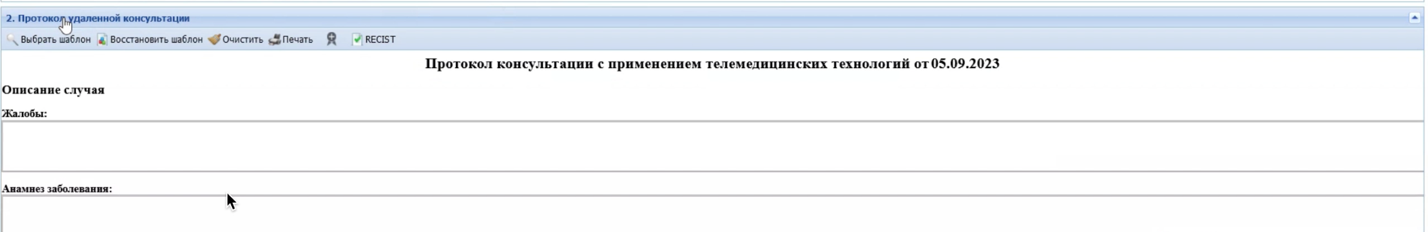 2. Протокол удаленной консультации
Выбрать шаблон Восстановить шаблон Очистить Печать RECIST
Протокол консультации с применением телемедицинских технологий от 05.09.2023
Описание случая
Жалобы:
Анамнез заболевания: